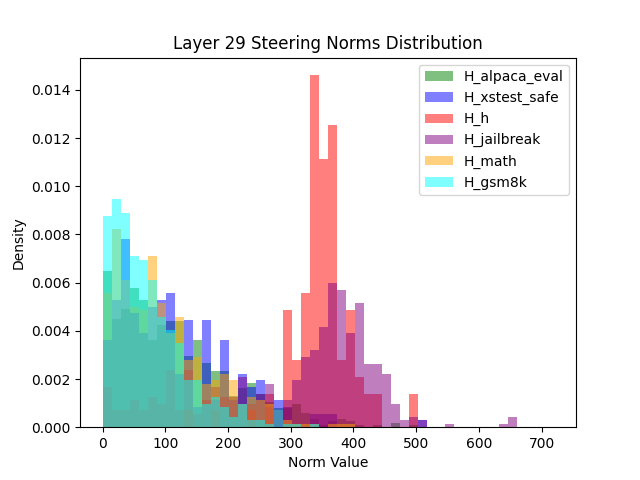 Layer 29 Steering Norms Distribution
H_alpaca_eval
H_xstest_safe
H_h
H_jailbreak
H_math
H_gsm8k
Density
0.014
0.012
0.010
0.008
0.006
0.004
0.002
0.000
0 100 200 300 400 500 600 700
Norm Value